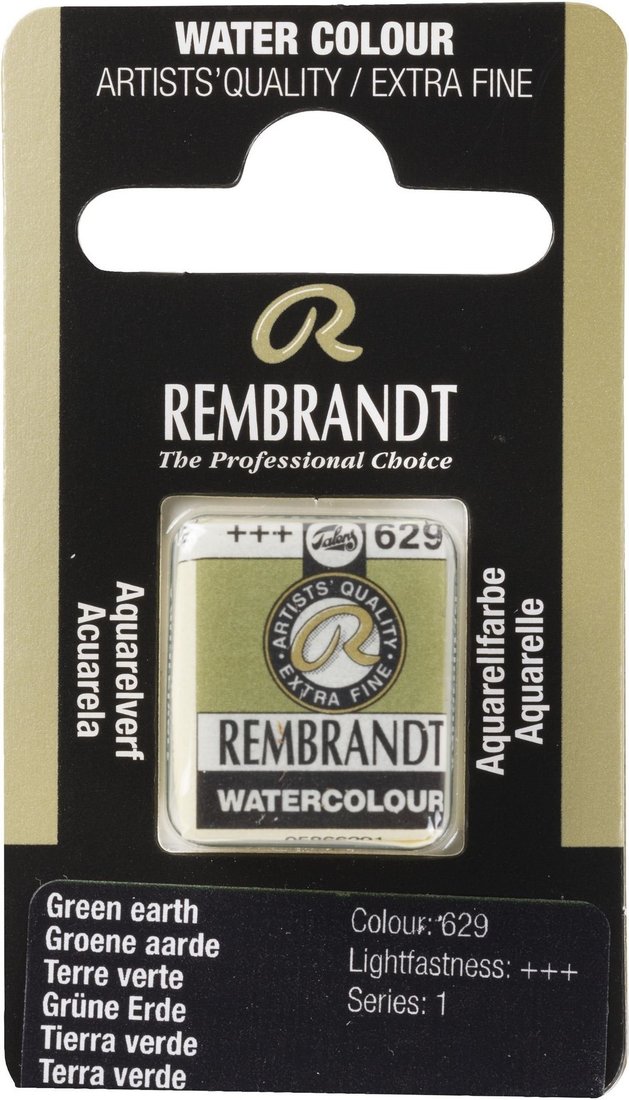 WATER COLOUR
ARTISTS' QUALITY / EXTRA FINE
R
REMBRANDT
The Professional Choice
+++ Talens 629
ARTISTS' QUALITY
R
EXTRA FINE
REMBRANDT
WATERCOLOUR
Aquarelverf
Acuarela
Aquarellfarbe
Aquarelle
Green earth
Groene aarde
Terre verte
Grüne Erde
Tierra verde
Terra verde
Colour: 629
Lightfastness: +++
Series: 1